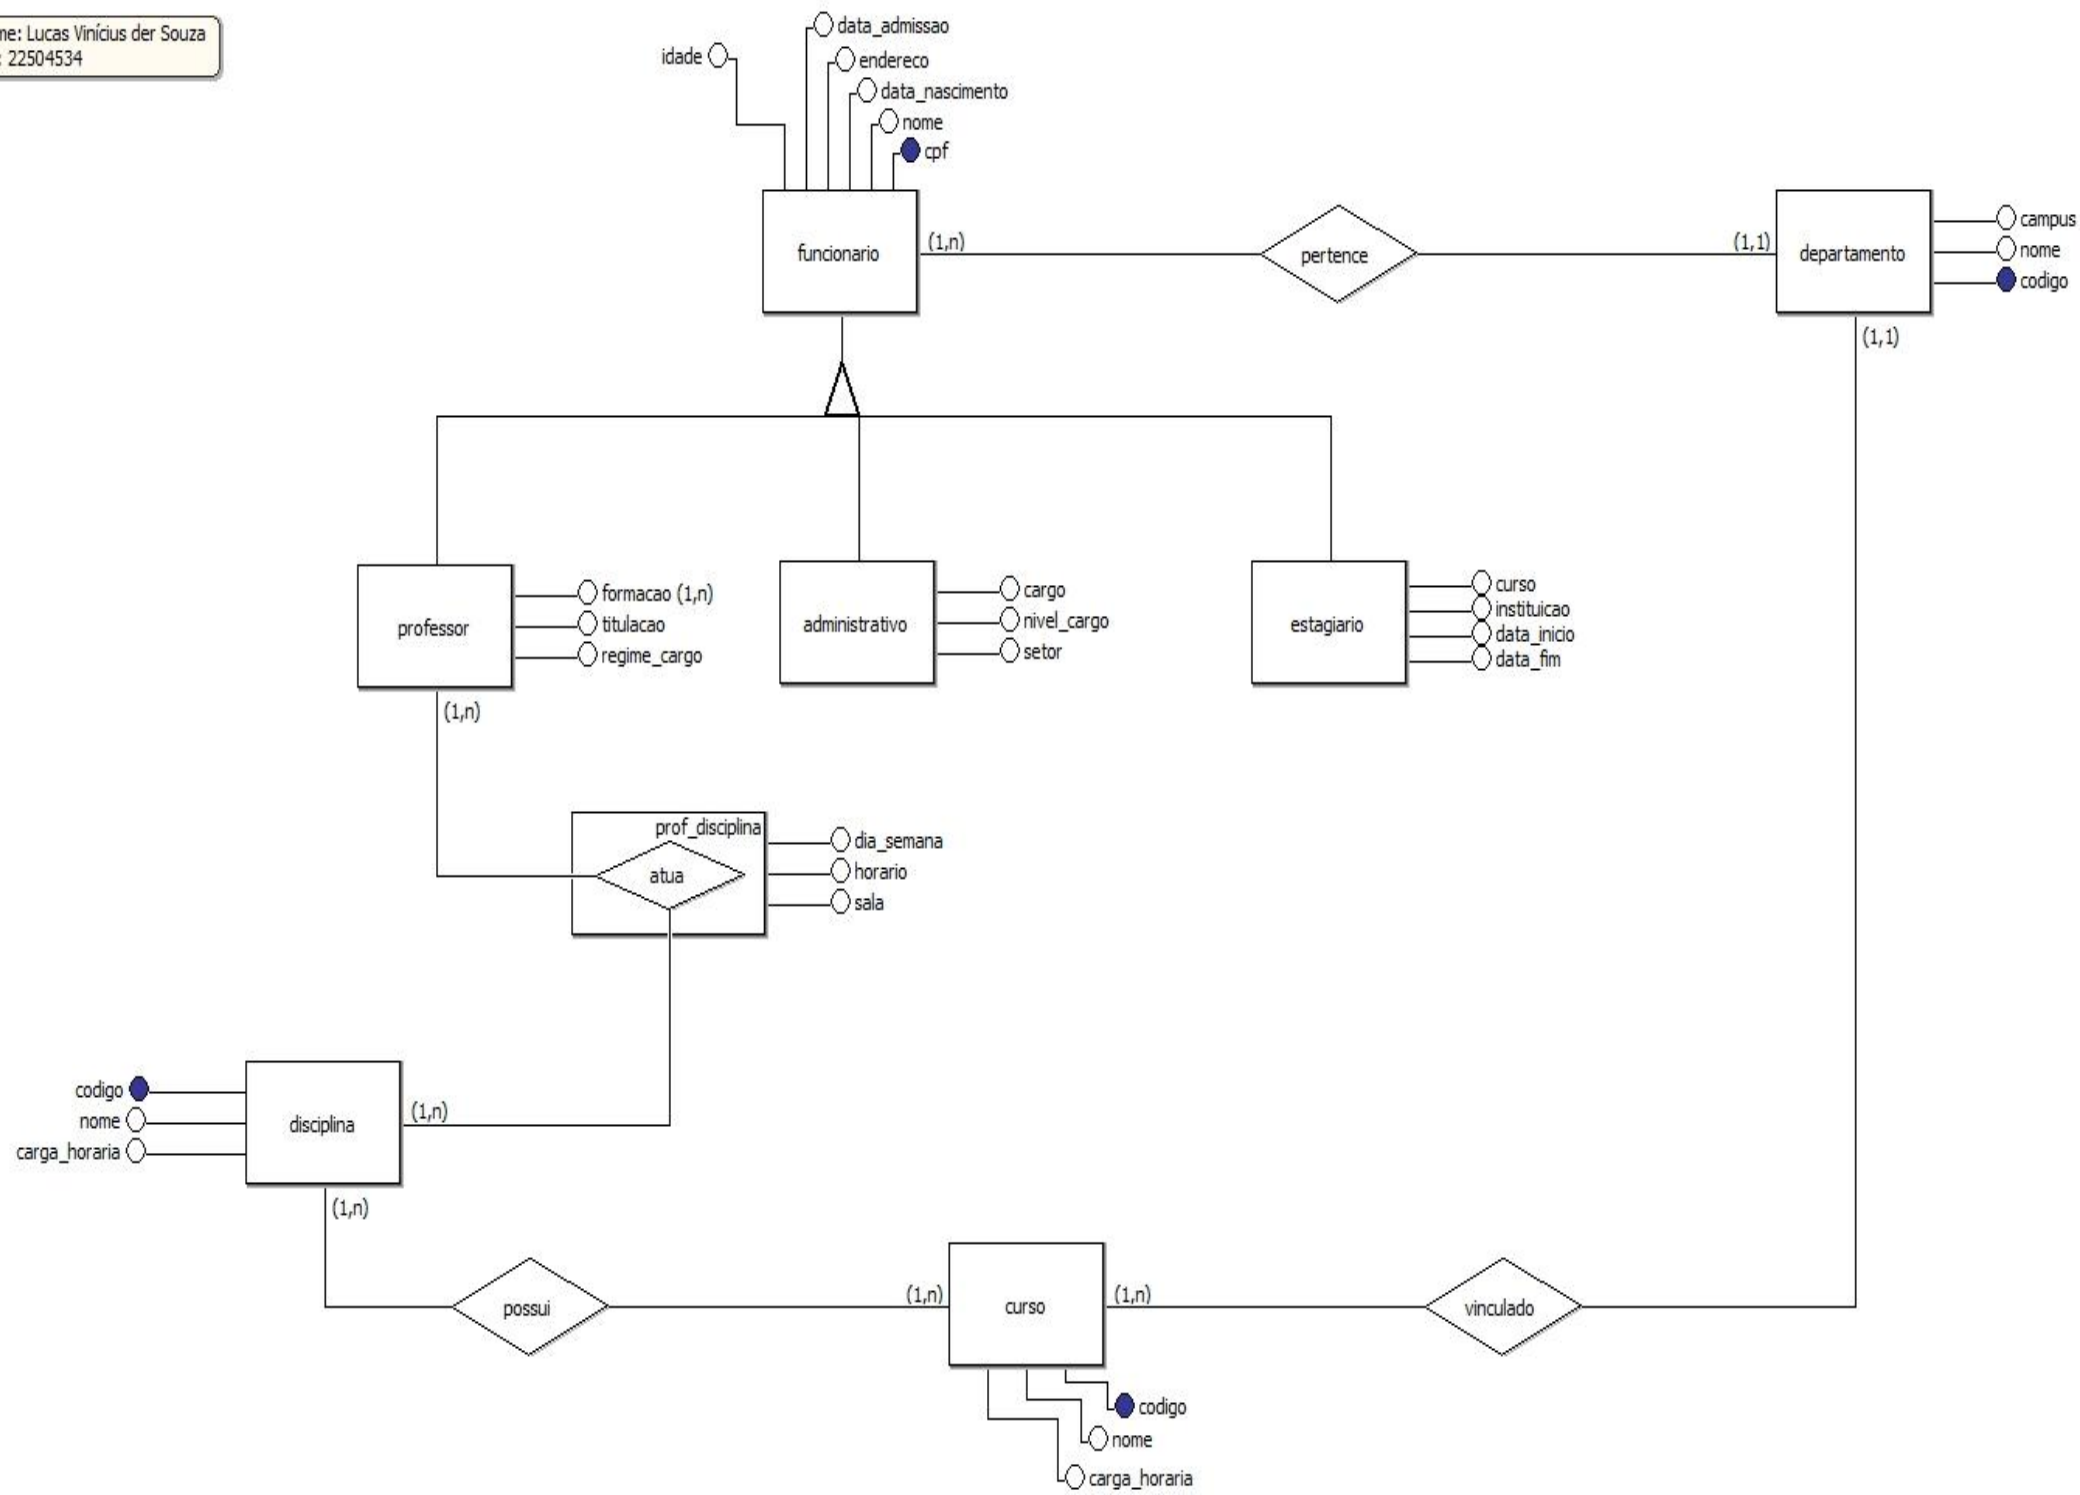 me: Lucas Vinícius der Souza
: 22504534
data_admissao
idade
endereco
data_nascimento
nome
cpf
funcionario
(1,n)
pertence
(1,1)
departamento
campus
nome
codigo
(1,1)
professor
formacao (1,n)
titulacao
regime_cargo
(1,n)
administrativo
cargo
nivel_cargo
setor
estagiario
curso
instituicao
data_inicio
data_fim
prof_disciplina
atua
dia_semana
horario
sala
codigo
nome
carga_horaria
disciplina
(1,n)
(1,n)
possui
(1,n)
curso
(1,n)
vinculado
codigo
nome
carga_horaria